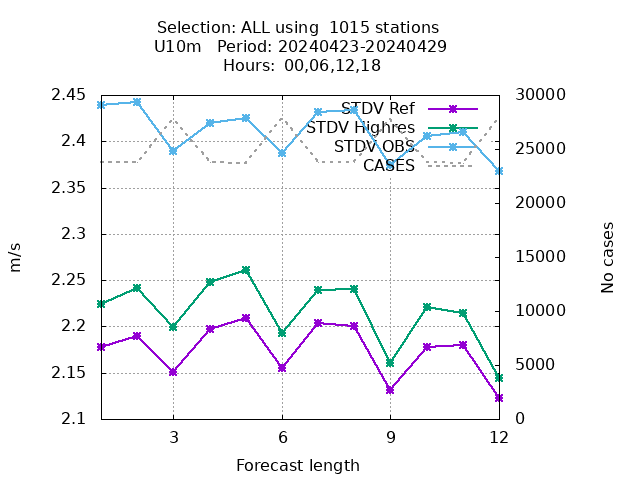 Selection: ALL using  1015 stations
U10m   Period: 20240423-20240429
Hours: 00,06,12,18
2.45
2.4
2.35
2.3
2.25
2.2
2.15
2.1
30000
25000
20000
15000
10000
5000
0
STDV Ref
STDV Highres
STDV OBS
CASES
m/s
No cases
3
6
9
12
Forecast length